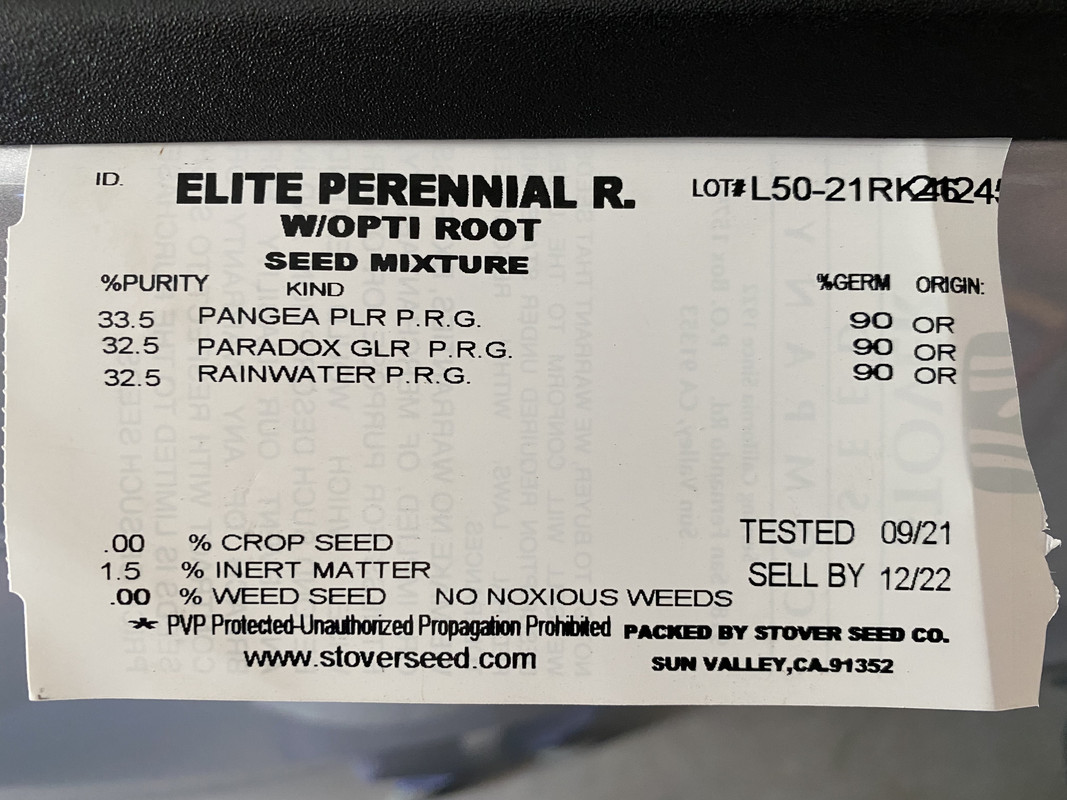 ID. ELITE PERENNIAL R. LOT#
W/OPTI ROOT
SEED MIXTURE
%PURITY KIND %GERM ORIGIN:
33.5 PANGEA PLR P.R.G. 90 OR
32.5 PARADOX GLR P.R.G. 90 OR
32.5 RAINWATER P.R.G. 90 OR
.00 % CROP SEED TESTED 09/21
1.5 % INERT MATTER SELL BY 12/22
.00 % WEED SEED NO NOXIOUS WEEDS
* PVP Protected-Unauthorized Propagation Prohibited PACKED BY STOVER SEED CO.
www.stoverseed.com SUN VALLEY,CA.91352